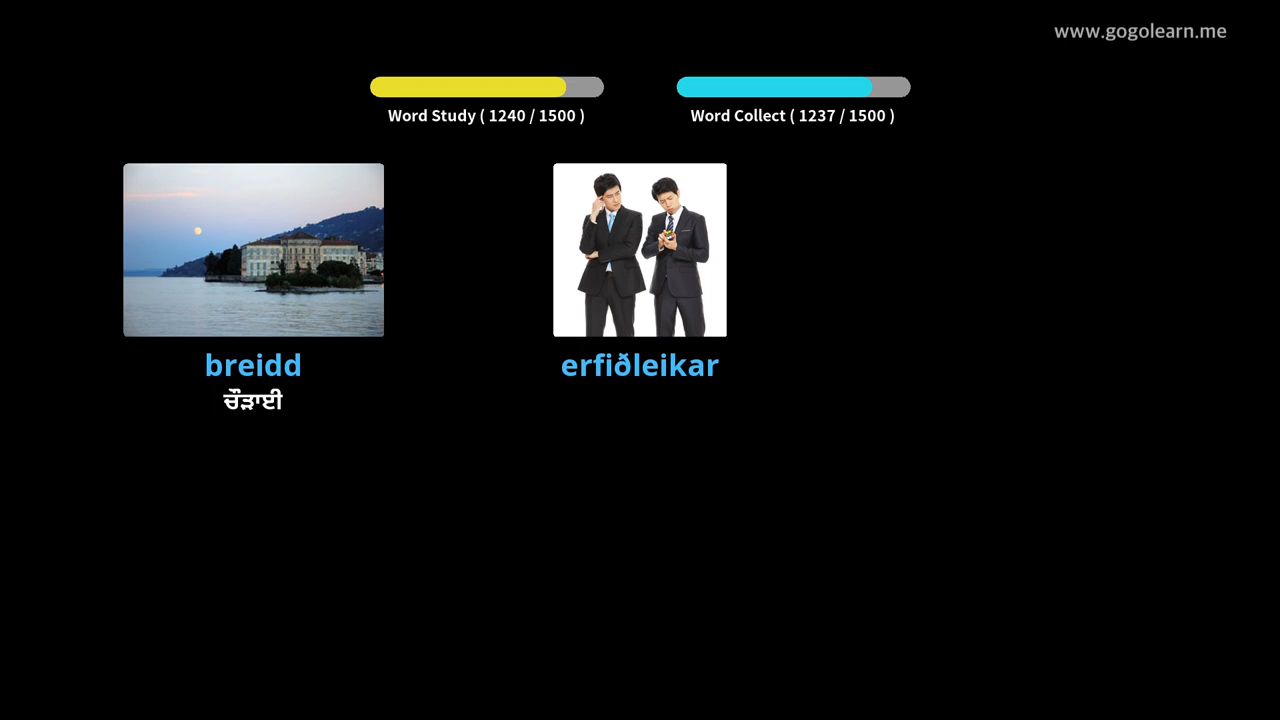 www.gogolearn.me
Word Study ( 1240 / 1500 )
Word Collect ( 1237 / 1500 )
breidd
ਚੌੜਾਈ
erfiðleikar